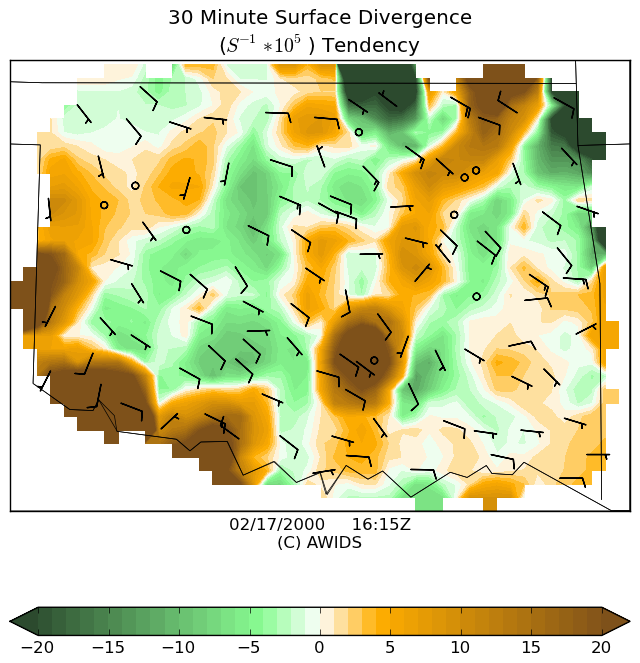 30 Minute Surface Divergence
(S⁻¹ ∗10⁵ ) Tendency
02/17/2000 16:15Z
(C) AWIDS
−20 −15 −10 −5 0 5 10 15 20